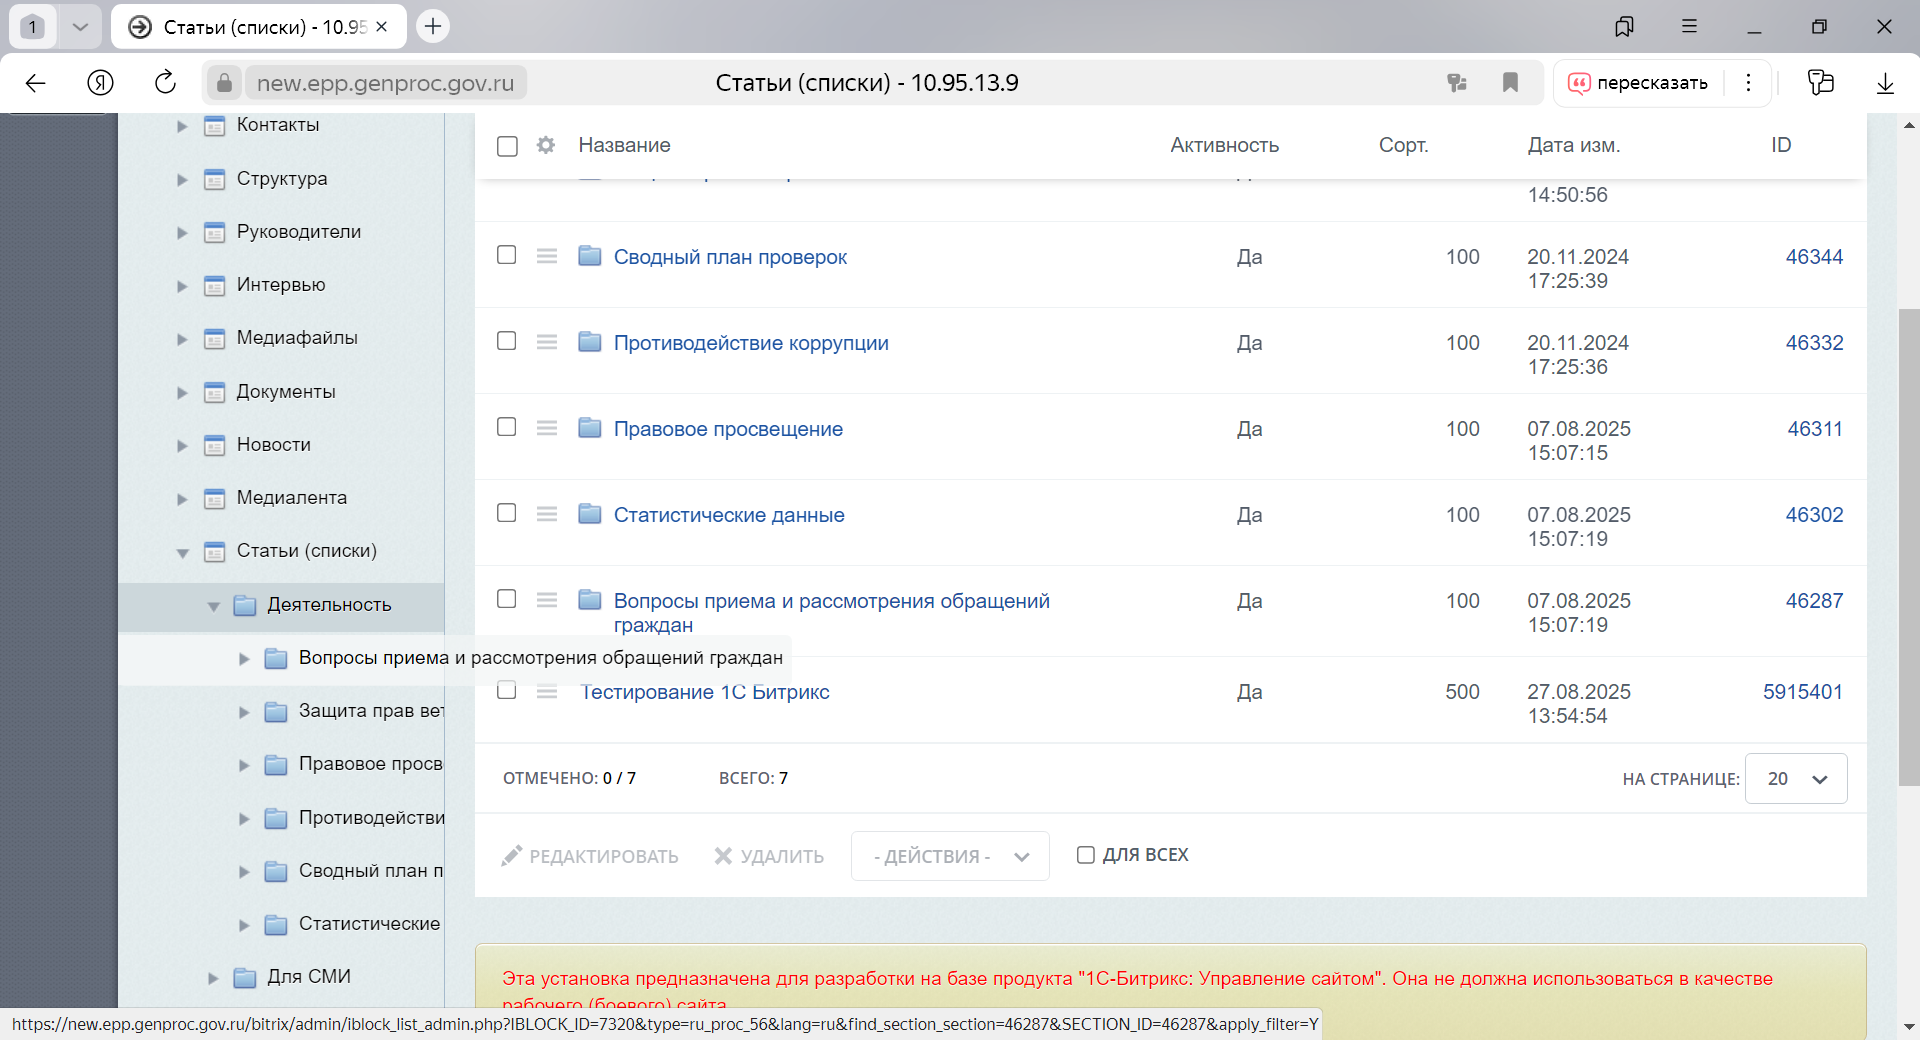 1
Статьи (списки) - 10.95
new.epp.genproc.gov.ru
Статьи (списки) - 10.95.13.9
пересказать
Контакты
Структура
Руководители
Интервью
Медиафайлы
Документы
Новости
Медиалента
Статьи (списки)
Деятельность
Вопросы приема и рассмотрения обращений граждан
Защита прав вет
Правовое просв
Противодействи
Сводный план п
Статистические
Для СМИ
Название Активность Сорт. Дата изм. ID
14:50:56
Сводный план проверок Да 100 20.11.2024 46344
17:25:39
Противодействие коррупции Да 100 20.11.2024 46332
17:25:36
Правовое просвещение Да 100 07.08.2025 46311
15:07:15
Статистические данные Да 100 07.08.2025 46302
15:07:19
Вопросы приема и рассмотрения обращений Да 100 07.08.2025 46287
граждан 15:07:19
Тестирование 1С Битрикс Да 500 27.08.2025 5915401
13:54:54
ОТМЕЧЕНО: 0 / 7 ВСЕГО: 7 НА СТРАНИЦЕ: 20
РЕДАКТИРОВАТЬ УДАЛИТЬ - ДЕЙСТВИЯ - ДЛЯ ВСЕХ
Эта установка предназначена для разработки на базе продукта "1С-Битрикс: Управление сайтом". Она не должна использоваться в качестве
рабочего (боевого) сайта.
https://new.epp.genproc.gov.ru/bitrix/admin/iblock_list_admin.php?IBLOCK_ID=7320&type=ru_proc_56&lang=ru&find_section_section=46287&SECTION_ID=46287&apply_filter=Y